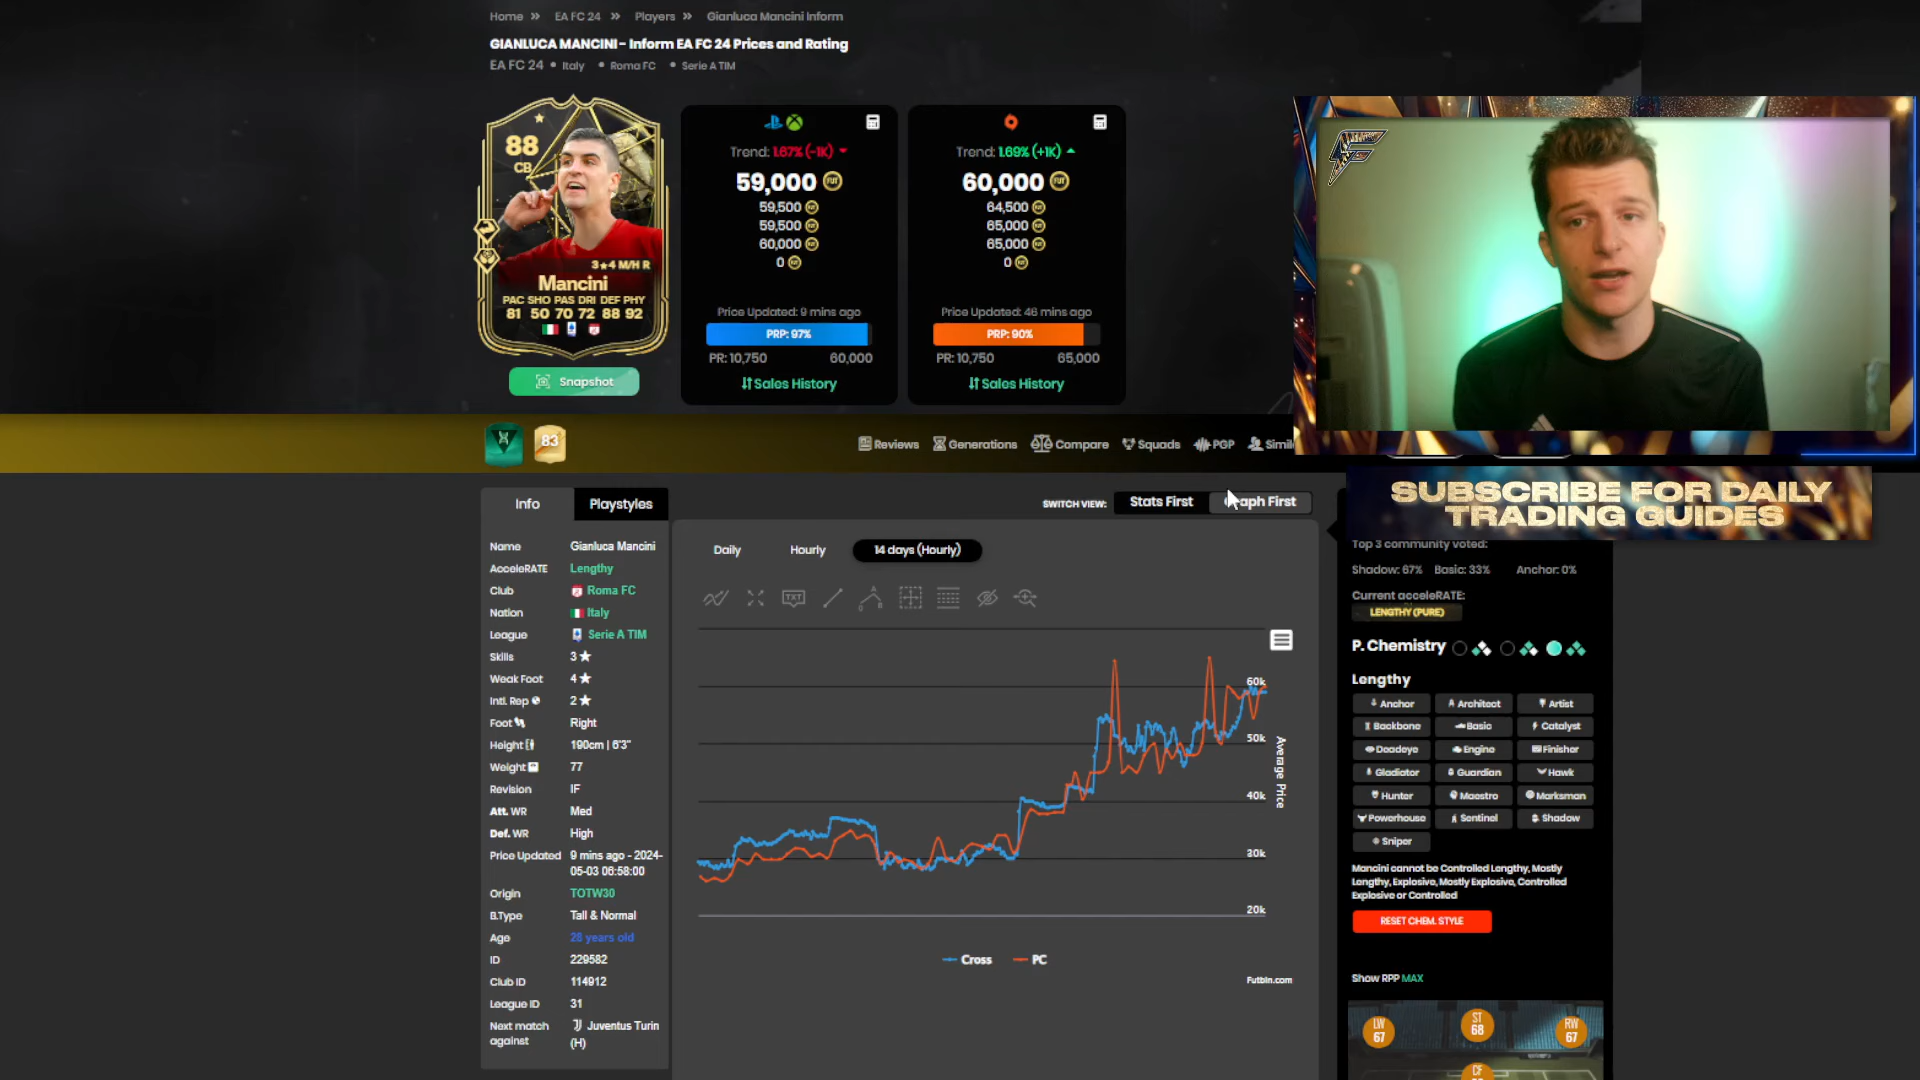 Home » EA FC 24 » Players » Gianluca Mancini Inform
GIANLUCA MANCINI - Inform EA FC 24 Prices and Rating
EA FC 24 • Italy • Roma FC • Serie A TIM
88
CB
3★4 M/H R
Mancini
PAC SHO PAS DRI DEF PHY
81 50 70 72 88 92
Snapshot
Trend: 1.67% (-1K)
59,000
59,500
59,500
60,000
0
Price Updated: 9 mins ago
PRP: 97%
PR: 10,750 60,000
Sales History
Trend: 1.69% (+1K)
60,000
64,500
65,000
65,000
0
Price Updated: 46 mins ago
PRP: 90%
PR: 10,750 65,000
Sales History
83
Reviews Generations Compare Squads PGP Simil
SUBSCRIBE FOR DAILY
TRADING GUIDES
Info Playstyles
Name Gianluca Mancini
AcceleRATE Lengthy
Club Roma FC
Nation Italy
League Serie A TIM
Skills 3 ★
Weak Foot 4 ★
Intl. Rep 2 ★
Foot Right
Height 190cm | 6'3"
Weight 77
Revision IF
Att. WR Med
Def. WR High
Price Updated 9 mins ago - 2024-
05-03 06:58:00
Origin TOTW30
B.Type Tall & Normal
Age 28 years old
ID 229582
Club ID 114912
League ID 31
Next match against Juventus Turin
(H)
SWITCH VIEW: Stats First Graph First
Daily Hourly 14 days (Hourly)
TXT
60k
50k
40k
30k
20k
Average Price
Cross PC
Futbin.com
Top 3 community voted:
Shadow: 67% Basic: 33% Anchor: 0%
Current acceleRATE:
LENGTHY (PURE)
P. Chemistry
Lengthy
Anchor Architect Artist
Backbone Basic Catalyst
Deadeye Engine Finisher
Gladiator Guardian Hawk
Hunter Maestro Marksman
Powerhouse Sentinel Shadow
Sniper
Mancini cannot be Controlled Lengthy, Mostly
Lengthy, Explosive, Mostly Explosive, Controlled
Explosive or Controlled
RESET CHEM. STYLE
Show RPP MAX
LW
67
ST
68
RW
67
CF